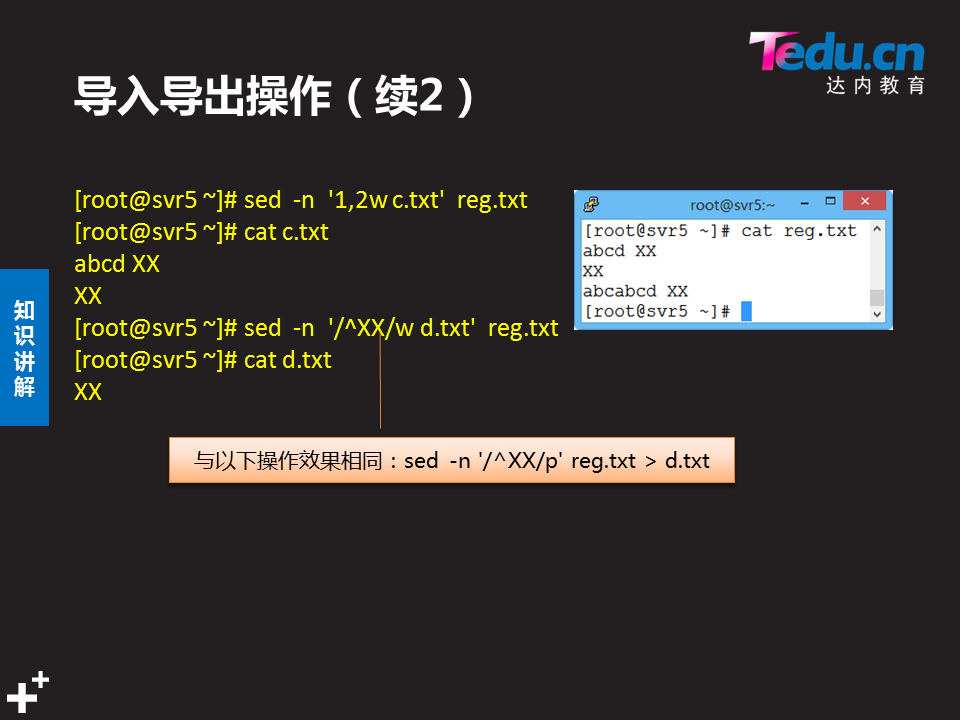 Tedu.cn
达内教育
导入导出操作（续2）
[root@svr5 ~]# sed -n '1,2w c.txt' reg.txt
[root@svr5 ~]# cat c.txt
abcd XX
XX
[root@svr5 ~]# sed -n '/^XX/w d.txt' reg.txt
[root@svr5 ~]# cat d.txt
XX
root@svr5:~
[root@svr5 ~]# cat reg.txt
abcd XX
XX
abcabcd XX
[root@svr5 ~]#
知识讲解
与以下操作效果相同：sed -n '/^XX/p' reg.txt > d.txt